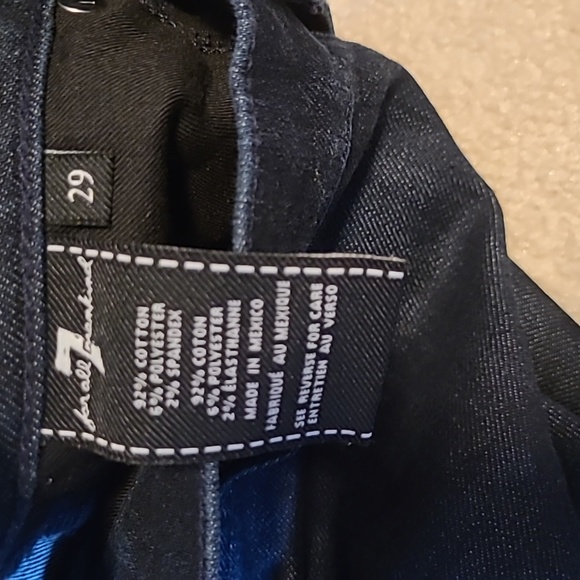 29
7
for all mankind
92% COTTON
6% POLYESTER
2% SPANDEX
92% COTON
6% POLYESTER
2% ÉLASTHANNE
MADE IN MEXICO
FABRIQUÉ AU MEXIQUE
SEE REVERSE FOR CARE
ENTRETIEN AU VERSO